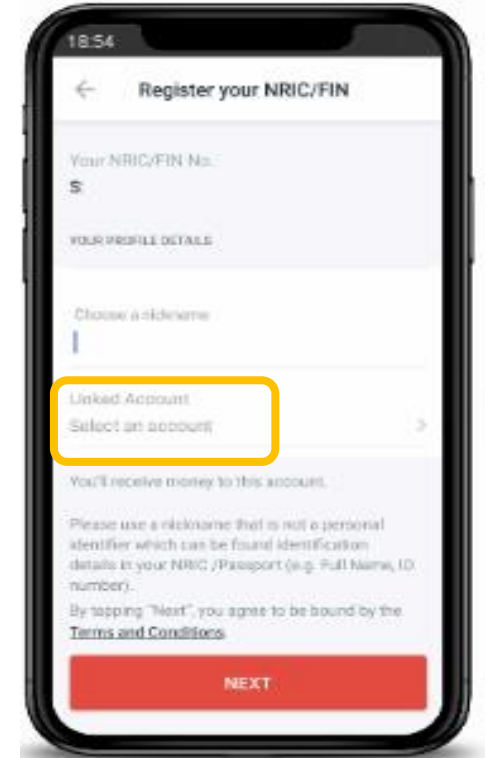 18:54
Register your NRIC/FIN
Your NRIC/FIN No.
S
YOUR PROFILE DETAILS
Choose a nickname
Linked Account
Select an account
You'll receive money to this account.
Please use a nickname that is not a personal
identifier which can be found identification
details in your NRIC /Passport (e.g. Full Name, ID
number).
By tapping "Next", you agree to be bound by the
Terms and Conditions.
NEXT